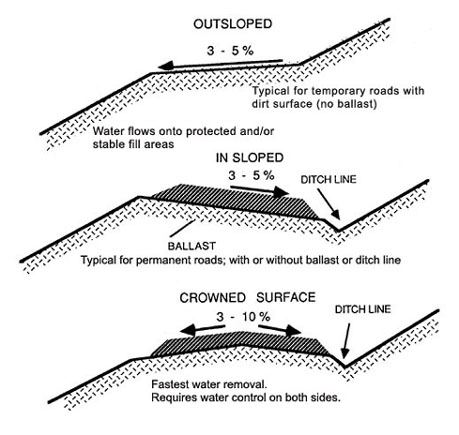 OUTSLOPED
3 - 5 %
Typical for temporary roads with
dirt surface (no ballast)
Water flows onto protected and/or
stable fill areas
IN SLOPED
3 - 5 %
DITCH LINE
BALLAST
Typical for permanent roads; with or without ballast or ditch line
CROWNED SURFACE
3 - 10 %
DITCH LINE
Fastest water removal.
Requires water control on both sides.